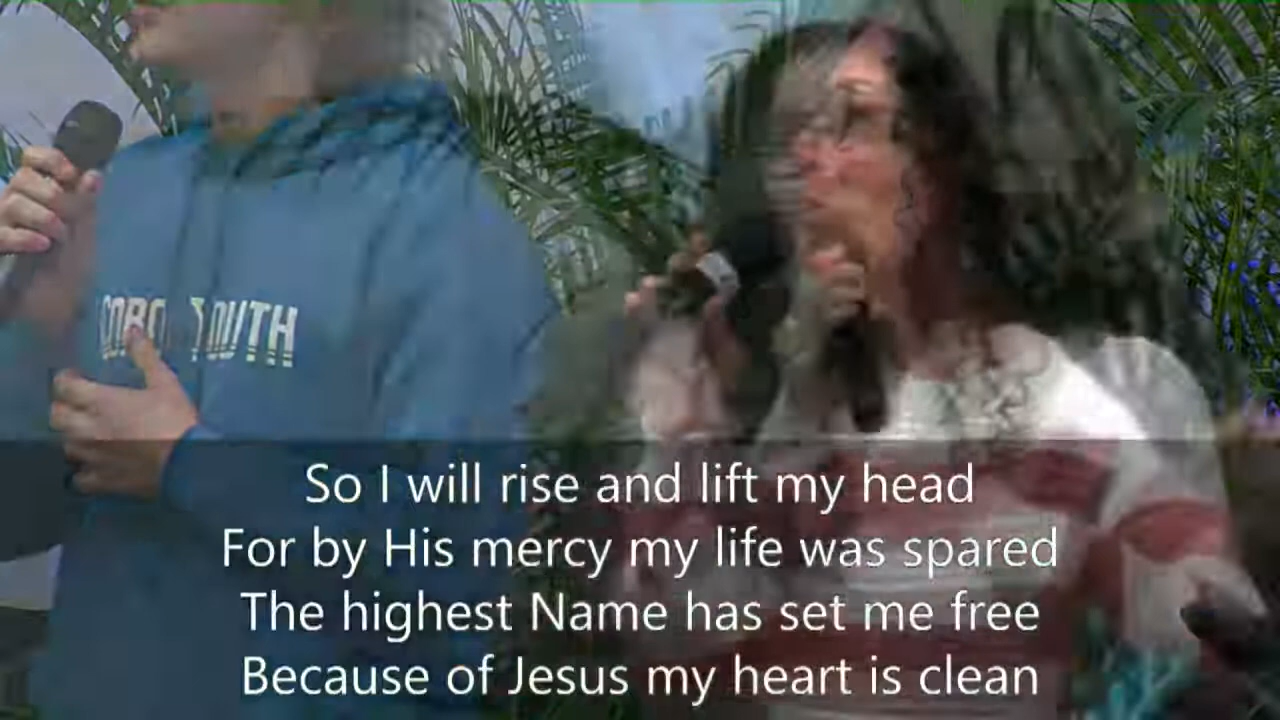 YOUTH
So I will rise and lift my head
For by His mercy my life was spared
The highest Name has set me free
Because of Jesus my heart is clean